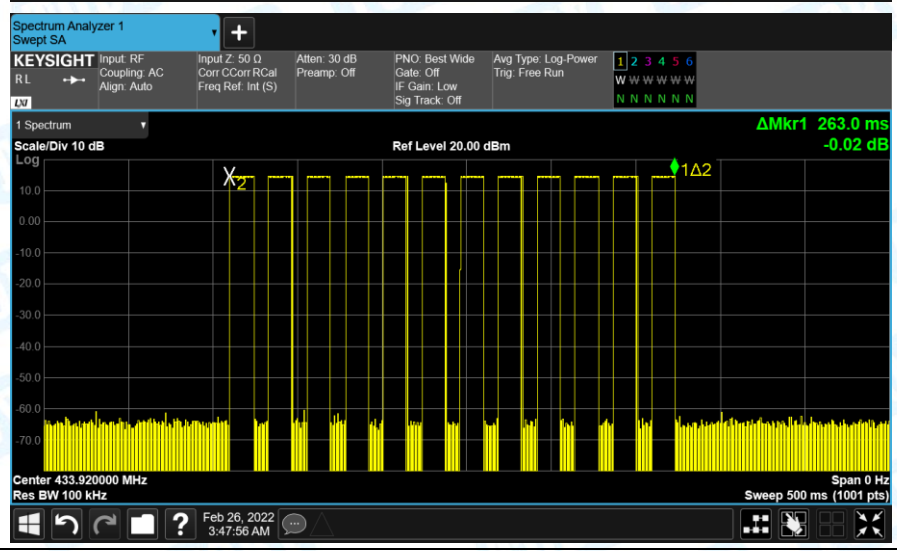 Spectrum Analyzer 1
Swept SA
KEYSIGHT
R L
LXI
Input: RF
Coupling: AC
Align: Auto
Input Z: 50 Ω
Corr CCorr RCal
Freq Ref: Int (S)
Atten: 30 dB
Preamp: Off
PNO: Best Wide
Gate: Off
IF Gain: Low
Sig Track: Off
Avg Type: Log-Power
Trig: Free Run
1 2 3 4 5 6
W W W W W W
N N N N N N
1 Spectrum
ΔMkr1 263.0 ms
Scale/Div 10 dB
Ref Level 20.00 dBm
-0.02 dB
Log
X2
1Δ2
10.0
0.00
-10.0
-20.0
-30.0
-40.0
-50.0
-60.0
-70.0
Center 433.920000 MHz
Span 0 Hz
Res BW 100 kHz
Sweep 500 ms (1001 pts)
?
Feb 26, 2022
3:47:56 AM